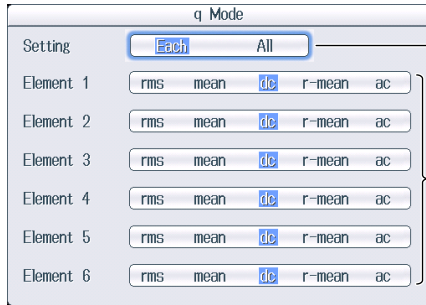 q Mode
Setting Each All
Element 1 rms mean dc r-mean ac
Element 2 rms mean dc r-mean ac
Element 3 rms mean dc r-mean ac
Element 4 rms mean dc r-mean ac
Element 5 rms mean dc r-mean ac
Element 6 rms mean dc r-mean ac